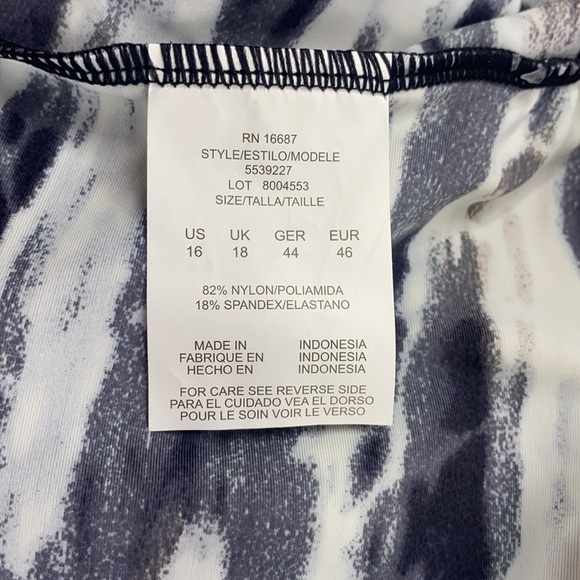 RN 16687
STYLE/ESTILO/MODELE
5539227
LOT 8004553
SIZE/TALLA/TAILLE
US UK GER EUR
16 18 44 46
82% NYLON/POLIAMIDA
18% SPANDEX/ELASTANO
MADE IN INDONESIA
FABRIQUE EN INDONESIA
HECHO EN INDONESIA
FOR CARE SEE REVERSE SIDE
PARA EL CUIDADO VEA EL DORSO
POUR LE SOIN VOIR LE VERSO